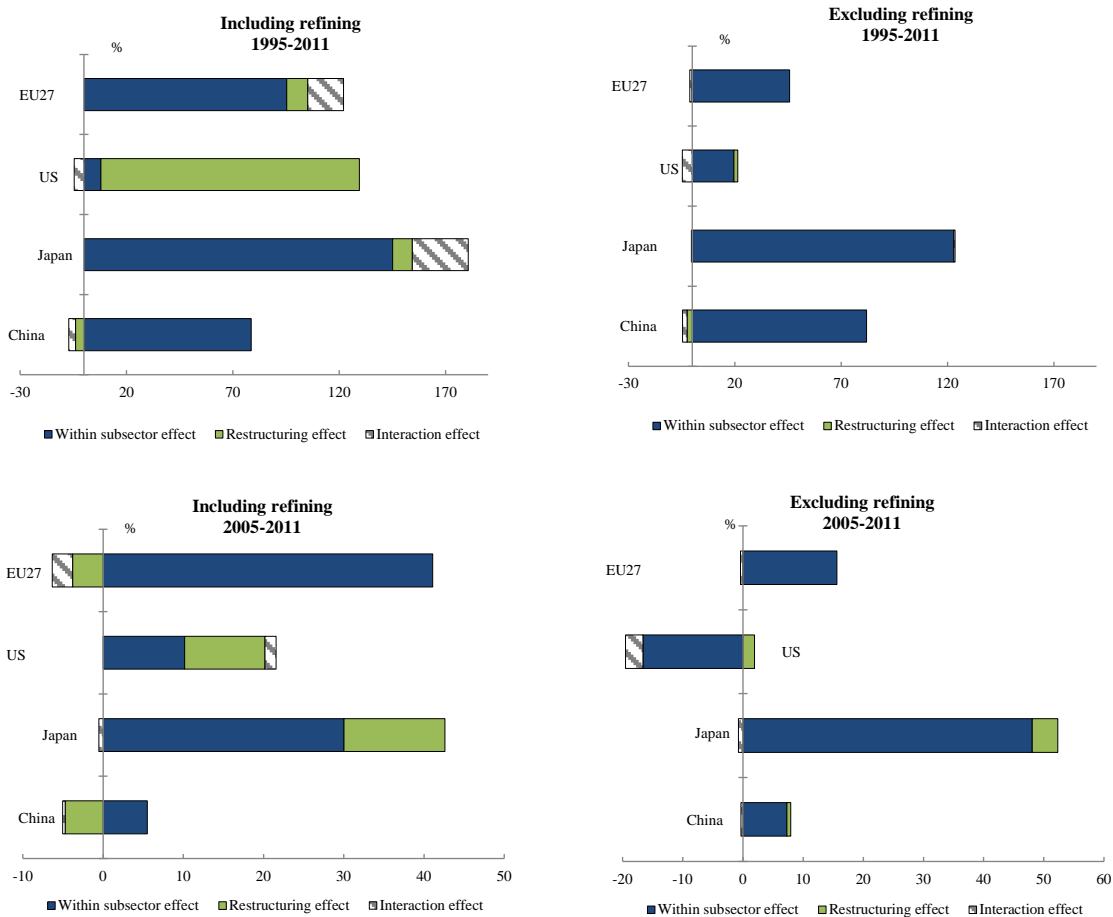 Including refining
1995-2011
%
EU27
US
Japan
China
-30 20 70 120 170
Within subsector effect Restructuring effect Interaction effect
Excluding refining
1995-2011
%
EU27
US
Japan
China
-30 20 70 120 170
Within subsector effect Restructuring effect Interaction effect
Including refining
2005-2011
%
EU27
US
Japan
China
-10 0 10 20 30 40 50
Within subsector effect Restructuring effect Interaction effect
Excluding refining
2005-2011
%
EU27
US
Japan
China
-20 -10 0 10 20 30 40 50 60
Within subsector effect Restructuring effect Interaction effect